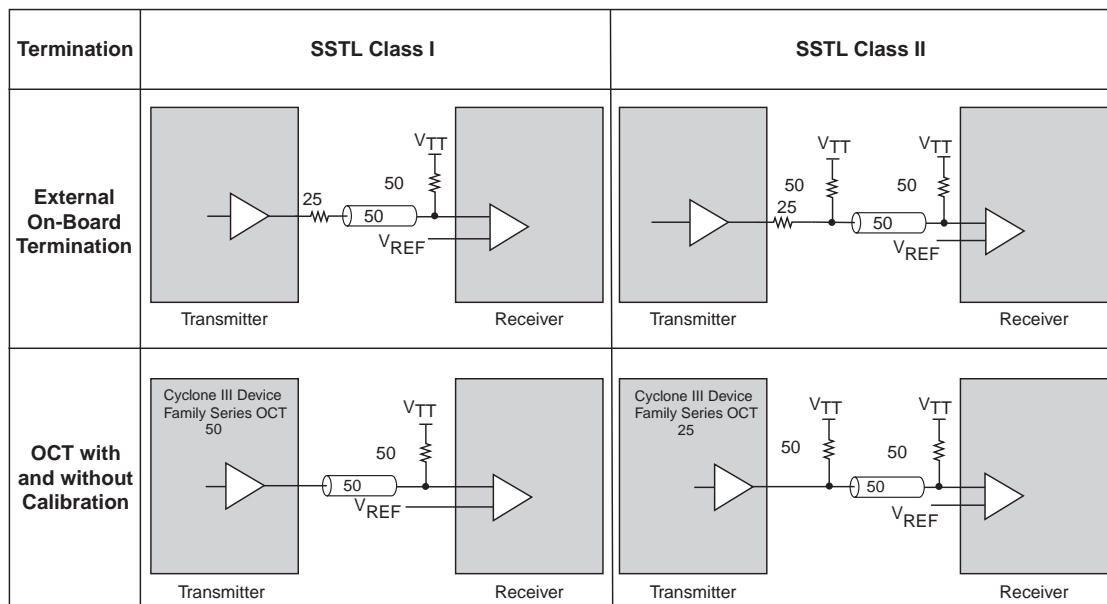 Termination
SSTL Class I
SSTL Class II
External
On-Board
Termination
VTT
50
25
50
VREF
Transmitter
Receiver
VTT
VTT
50
50
25
50
VREF
Transmitter
Receiver
OCT with
and without
Calibration
Cyclone III Device
Family Series OCT
50
VTT
50
50
VREF
Transmitter
Receiver
Cyclone III Device
Family Series OCT
25
VTT
VTT
50
50
50
VREF
Transmitter
Receiver